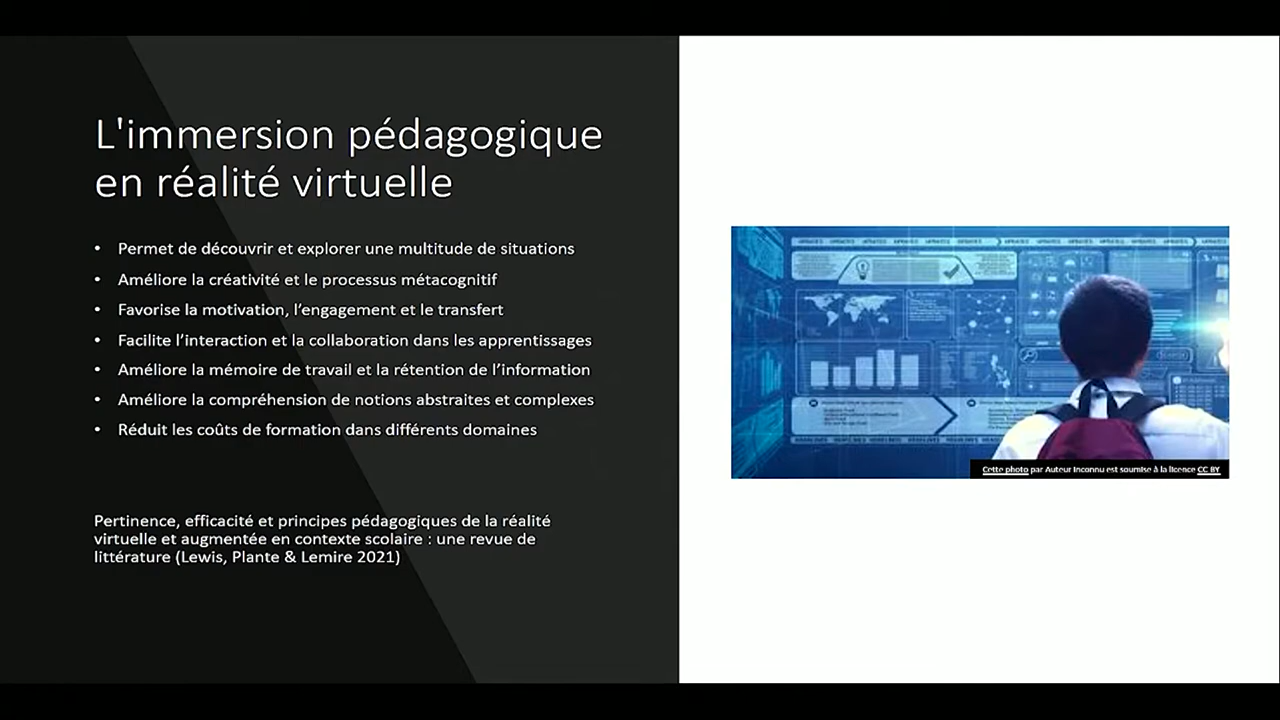 L'immersion pédagogique
en réalité virtuelle
• Permet de découvrir et explorer une multitude de situations
• Améliore la créativité et le processus métacognitif
• Favorise la motivation, l’engagement et le transfert
• Facilite l’interaction et la collaboration dans les apprentissages
• Améliore la mémoire de travail et la rétention de l’information
• Améliore la compréhension de notions abstraites et complexes
• Réduit les coûts de formation dans différents domaines
Pertinence, efficacité et principes pédagogiques de la réalité
virtuelle et augmentée en contexte scolaire : une revue de
littérature (Lewis, Plante & Lemire 2021)
Cette photo par Auteur inconnu est soumise à la licence CC BY